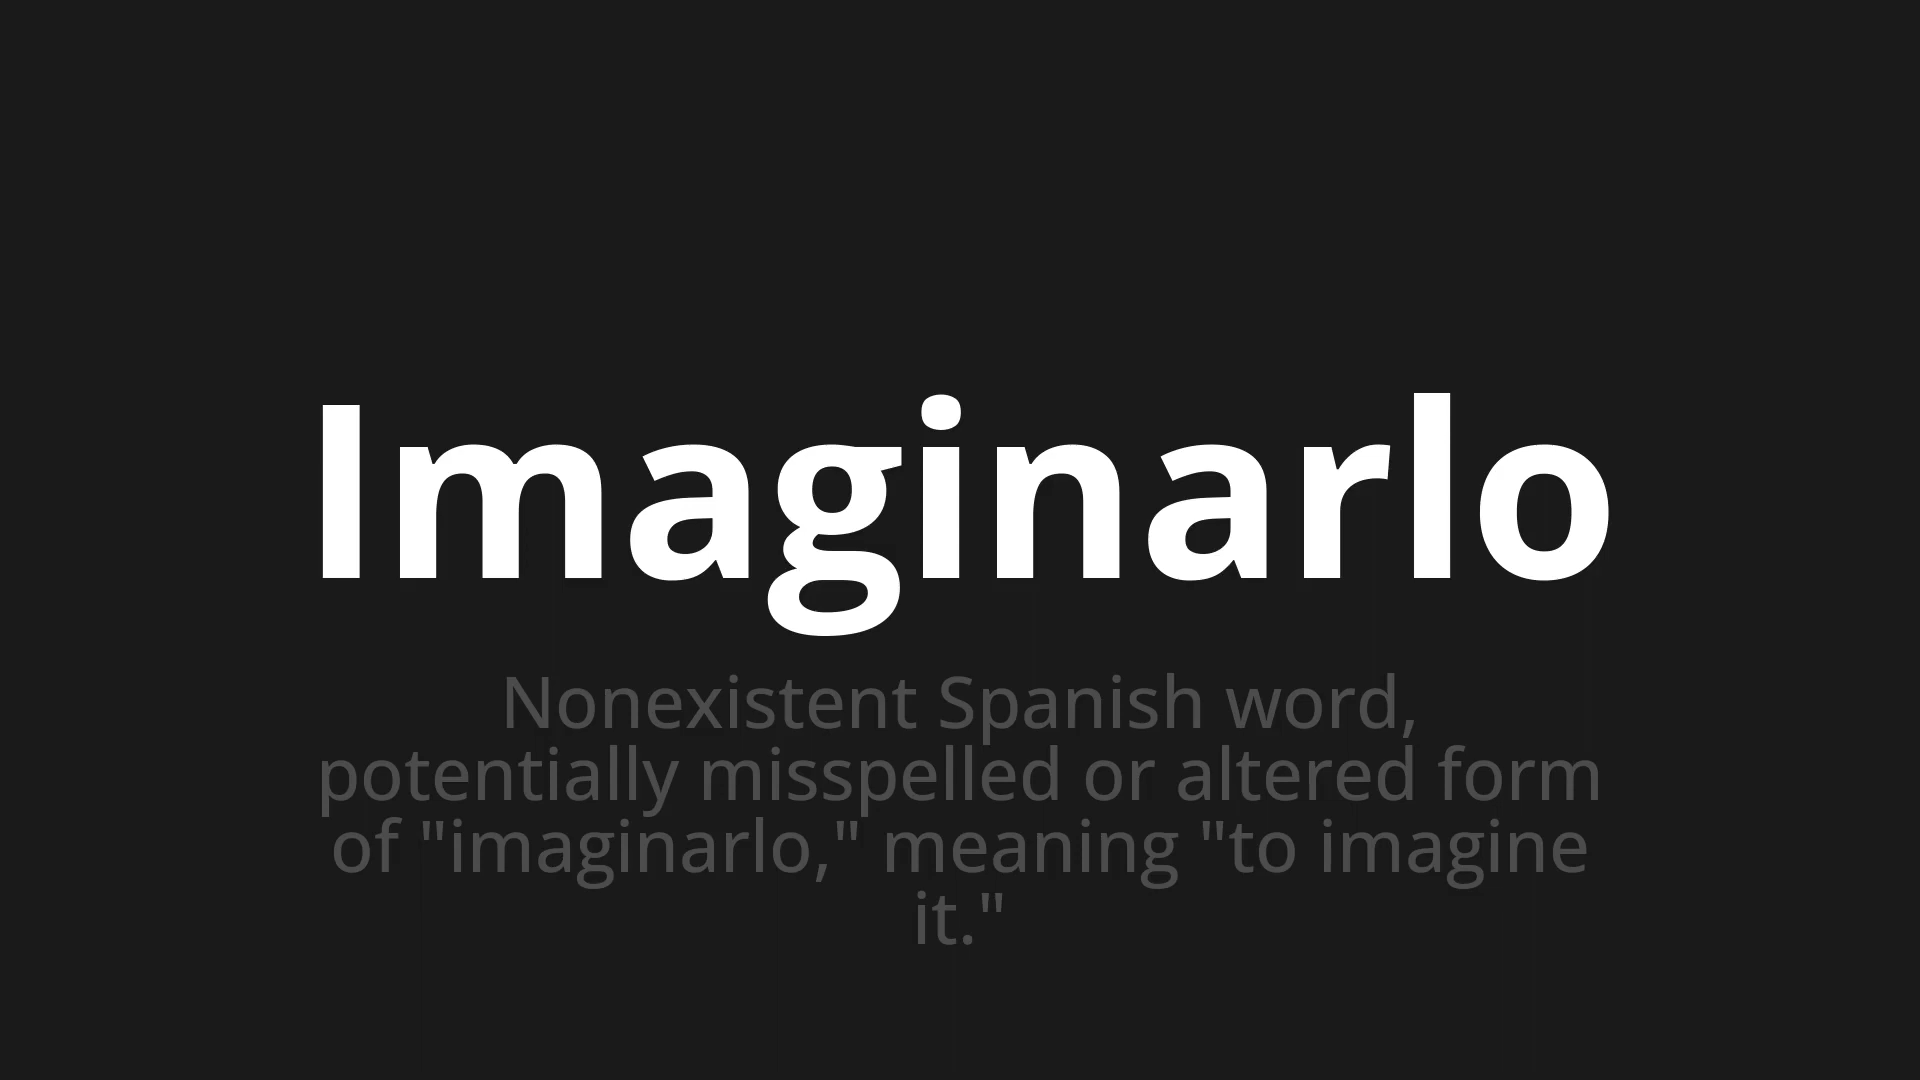 Imaginarlo
Nonexistent Spanish word,
potentially misspelled or altered form
of "imaginarlo," meaning "to imagine
it."